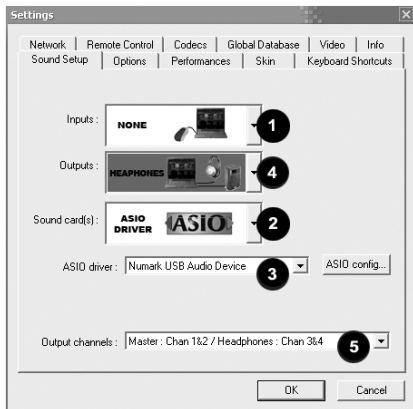 Settings
Network Remote Control Codecs Global Database Video Info
Sound Setup Options Performances Skin Keyboard Shortcuts
Inputs : NONE 1
Outputs : HEAPHONES 4
Sound card(s) : ASIO DRIVER ASIO 2
ASIO driver : Numark USB Audio Device 3 ASIO config...
Output channels : Master : Chan 1&2 / Headphones : Chan 3&4 5
OK Cancel